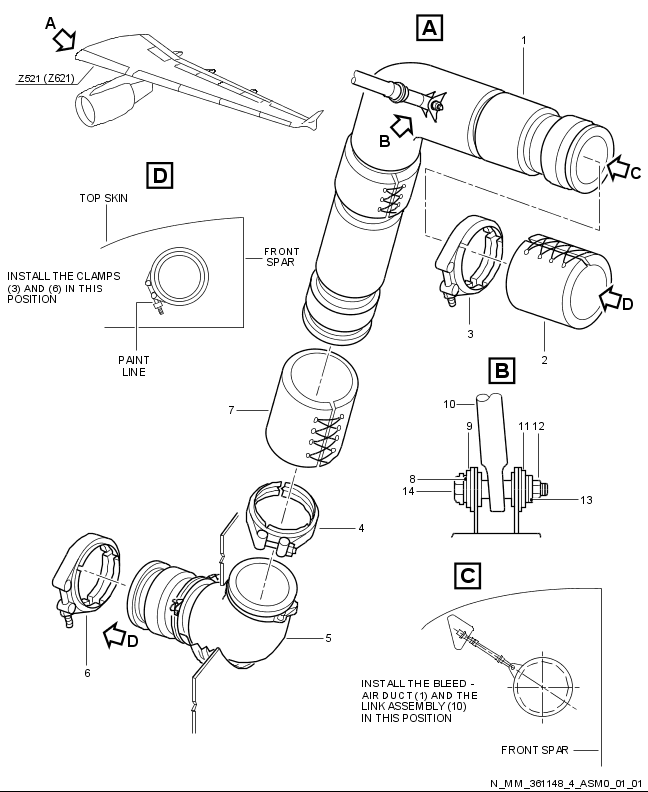 A
Z521 (Z621)
A
1
B
C
D
TOP SKIN
FRONT
SPAR
INSTALL THE CLAMPS
(3) AND (6) IN THIS
POSITION
PAINT
LINE
3
2
D
7
B
10
9
11 12
8
14
13
4
5
6
D
C
INSTALL THE BLEED -
AIR DUCT (1) AND THE
LINK ASSEMBLY (10)
IN THIS POSITION
FRONT SPAR
N_MM_361148_4_ASM0_01_01